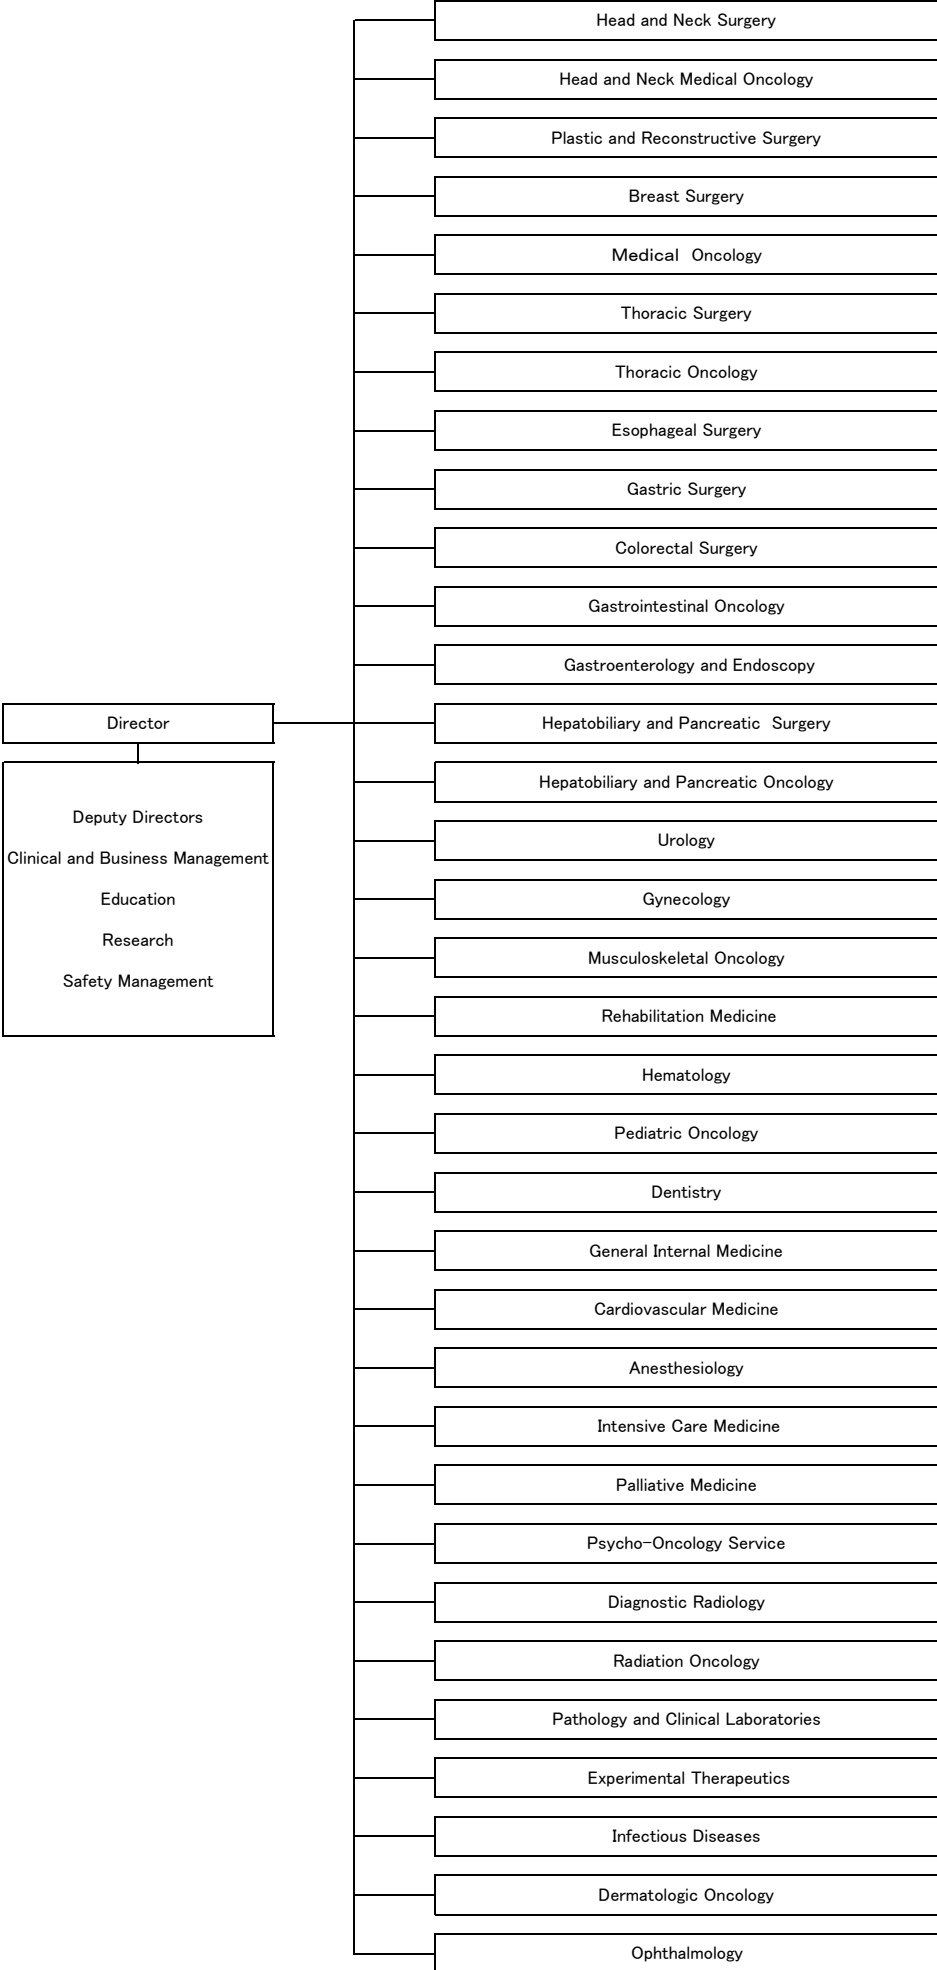 Head and Neck Surgery
Head and Neck Medical Oncology
Plastic and Reconstructive Surgery
Breast Surgery
Medical Oncology
Thoracic Surgery
Thoracic Oncology
Esophageal Surgery
Gastric Surgery
Colorectal Surgery
Gastrointestinal Oncology
Gastroenterology and Endoscopy
Director
Hepatobiliary and Pancreatic Surgery
Hepatobiliary and Pancreatic Oncology
Deputy Directors
Clinical and Business Management
Education
Research
Safety Management
Urology
Gynecology
Musculoskeletal Oncology
Rehabilitation Medicine
Hematology
Pediatric Oncology
Dentistry
General Internal Medicine
Cardiovascular Medicine
Anesthesiology
Intensive Care Medicine
Palliative Medicine
Psycho-Oncology Service
Diagnostic Radiology
Radiation Oncology
Pathology and Clinical Laboratories
Experimental Therapeutics
Infectious Diseases
Dermatologic Oncology
Ophthalmology